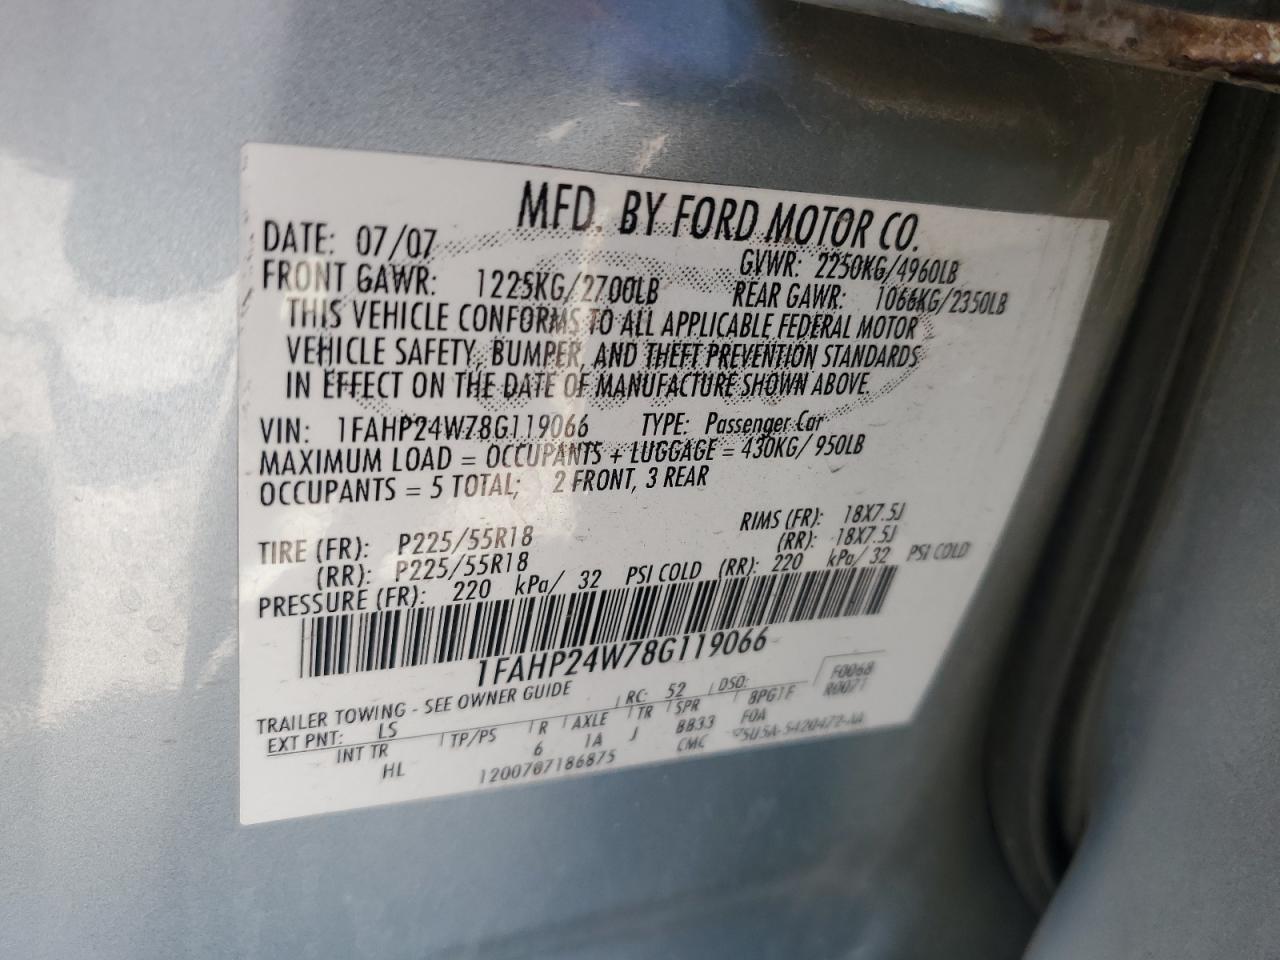 MFD. BY FORD MOTOR CO.
DATE: 07/07 GVWR: 2250KG/4960LB
FRONT GAWR: 1225KG/2700LB REAR GAWR: 1066KG/2350LB
THIS VEHICLE CONFORMS TO ALL APPLICABLE FEDERAL MOTOR
VEHICLE SAFETY, BUMPER, AND THEFT PREVENTION STANDARDS
IN EFFECT ON THE DATE OF MANUFACTURE SHOWN ABOVE.
VIN: 1FAHP24W78G119066 TYPE: Passenger Car
MAXIMUM LOAD = OCCUPANTS + LUGGAGE = 430KG/ 950LB
OCCUPANTS = 5 TOTAL; 2 FRONT, 3 REAR
TIRE (FR): P225/55R18 RIMS (FR): 18X7.5J
(RR): P225/55R18 (RR): 18X7.5J
PRESSURE (FR): 220 kPa/ 32 PSI COLD (RR): 220 kPa/ 32 PSI COLD
1FAHP24W78G119066
TRAILER TOWING - SEE OWNER GUIDE RC: 52 DSO: F0068
EXT PNT: LS R0071
INT TR TP/PS R AXLE TR SPR BPG1F
HL 6 1A J BB33 FOA
1200707186875 CMC